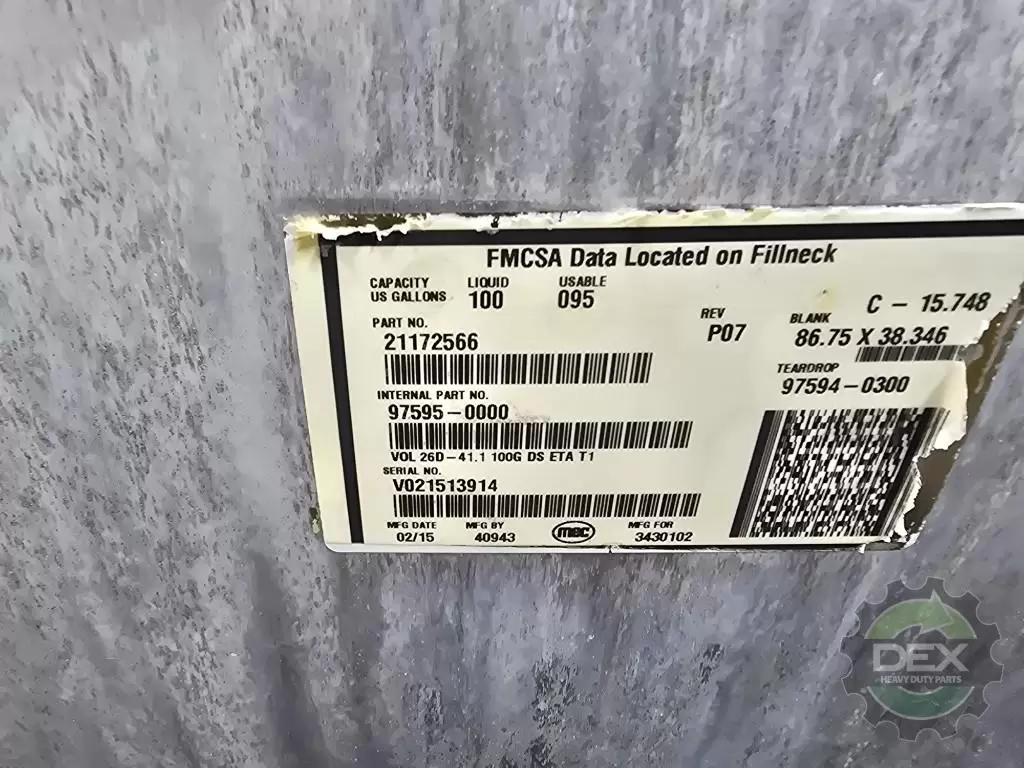 FMCSA Data Located on Fillneck
CAPACITY US GALLONS LIQUID 100 USABLE 095
C - 15.748
REV P07
BLANK 86.75 X 38.346
PART NO.
21172566
TEARDROP
97594-0300
INTERNAL PART NO.
97595-0000
VOL 26D-41.1 100G DS ETA T1
SERIAL NO.
V021513914
MFG DATE MFG BY MFG FOR
02/15 40943 3430102
DEX
HEAVY DUTY PARTS